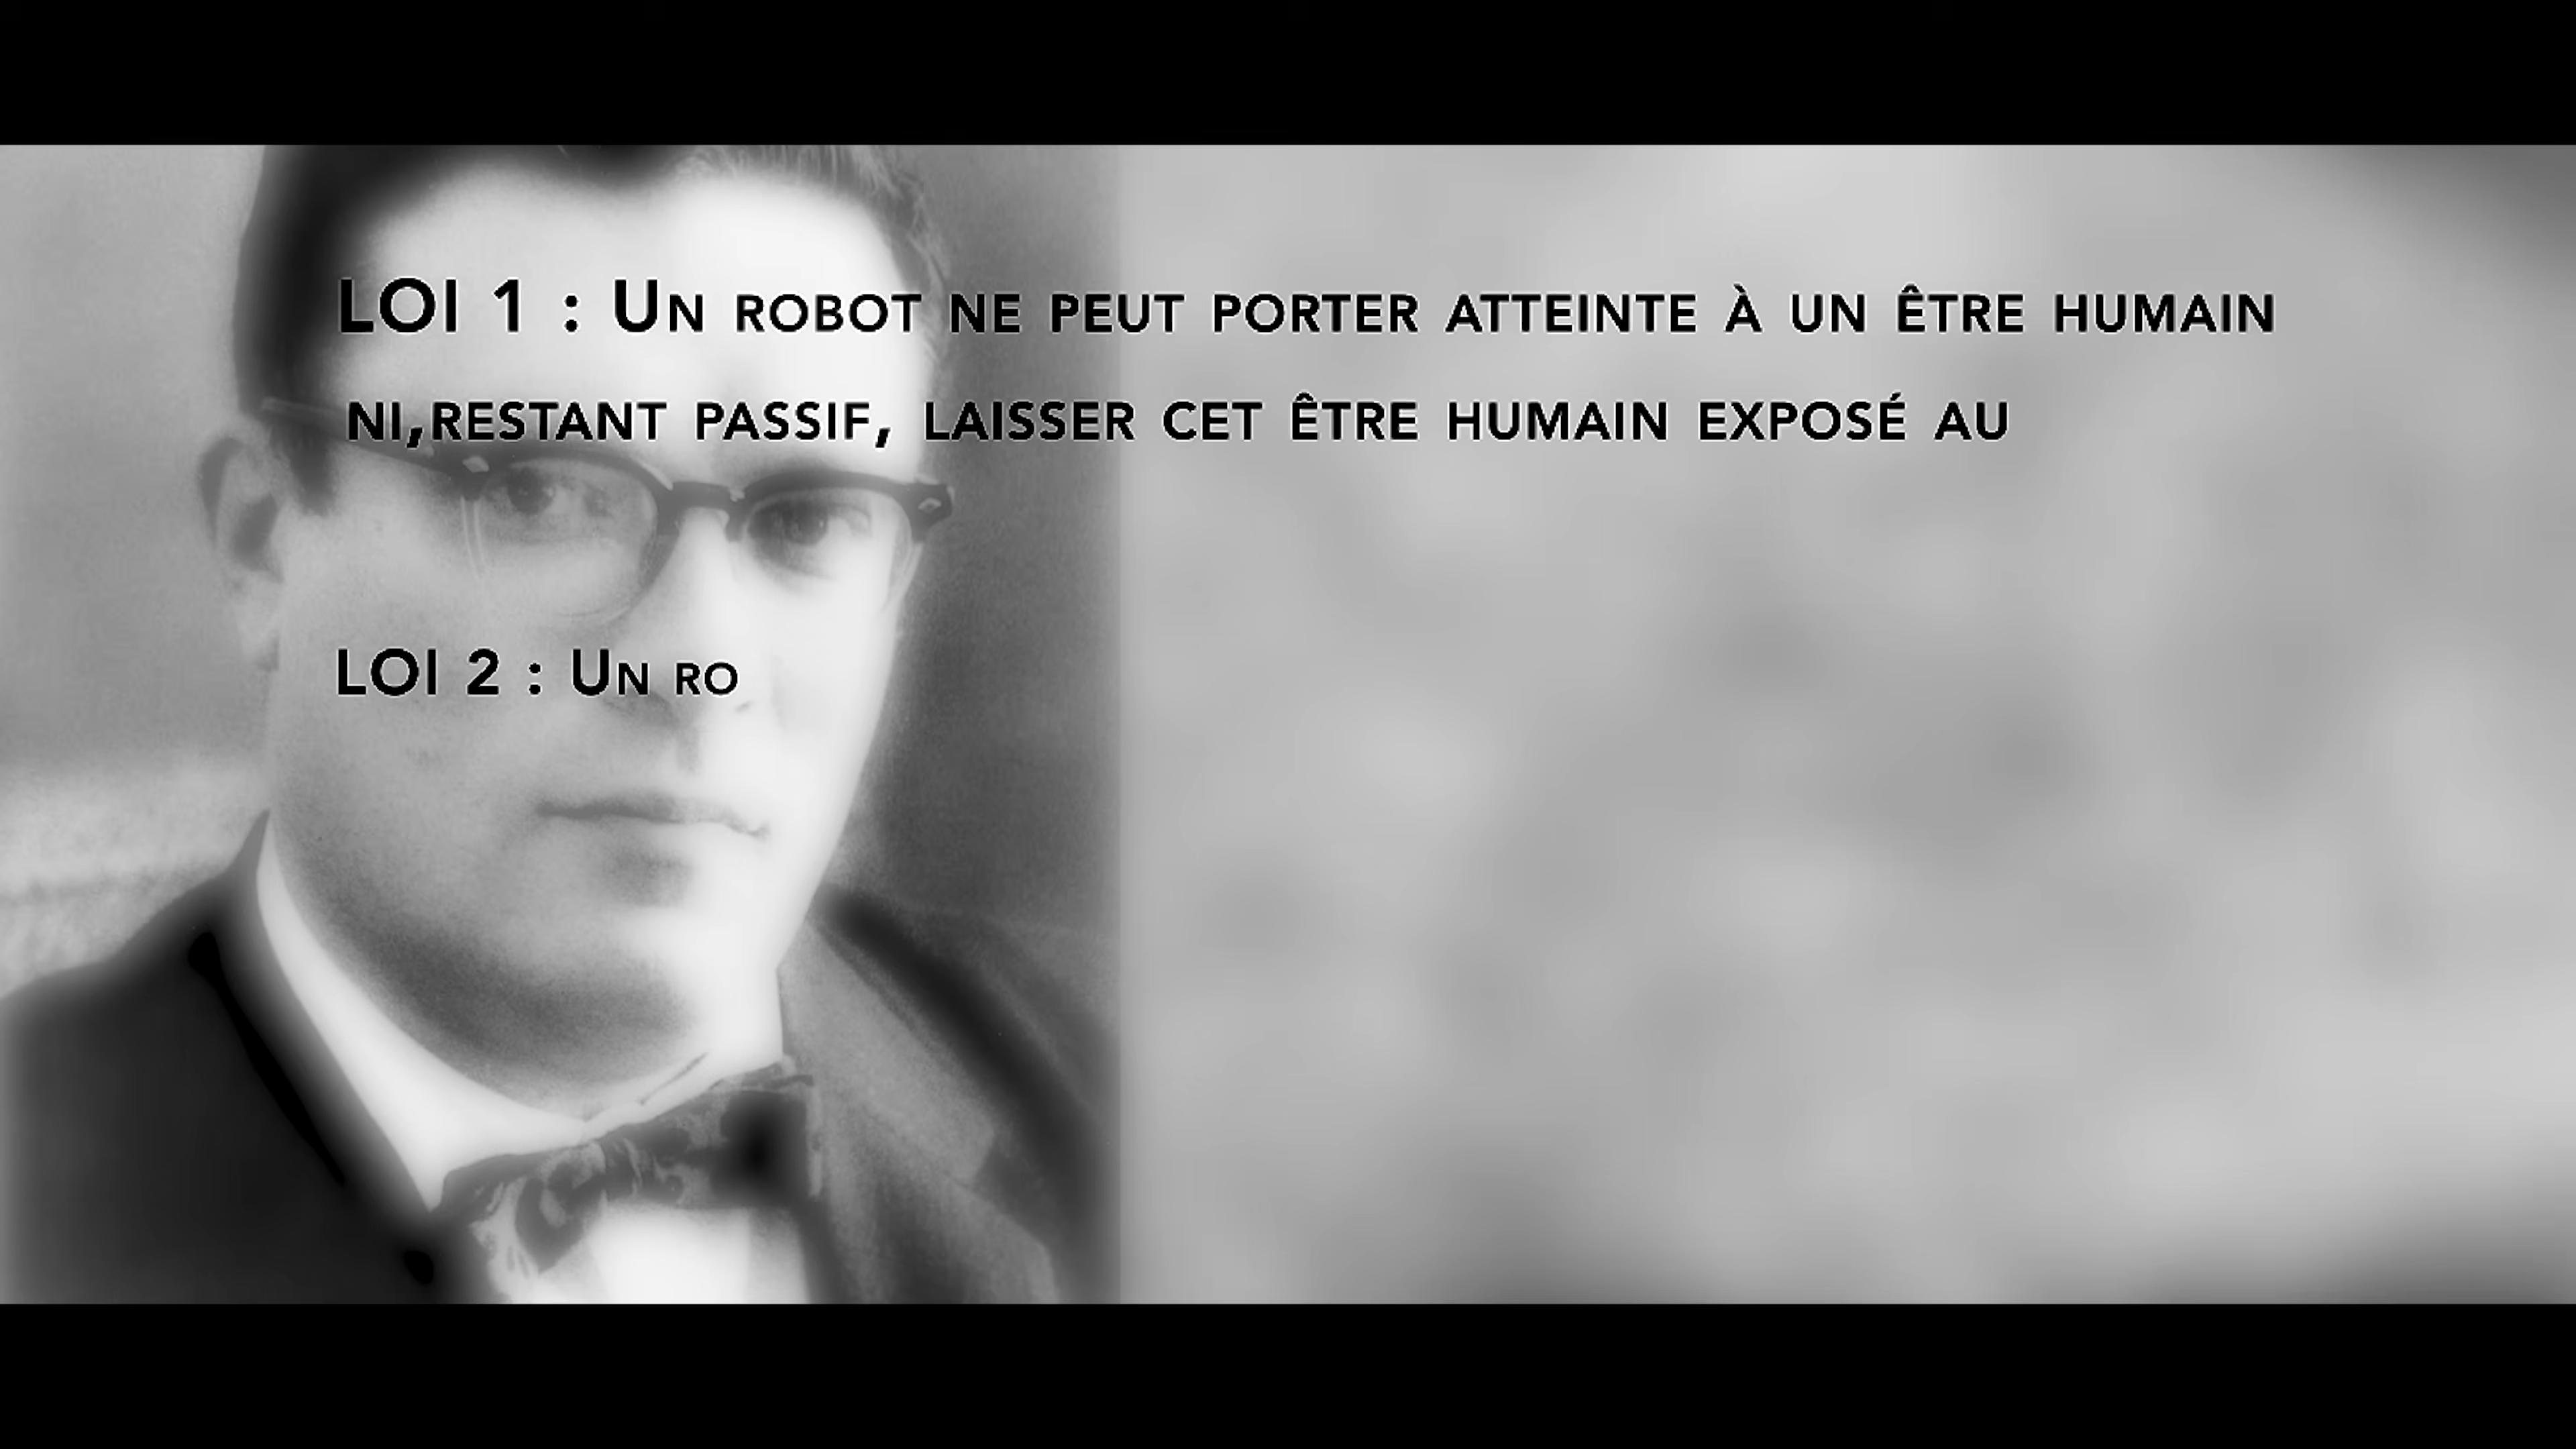 LOI 1 : Un robot ne peut porter atteinte à un être humain
ni,restant passif, laisser cet être humain exposé au
LOI 2 : Un ro